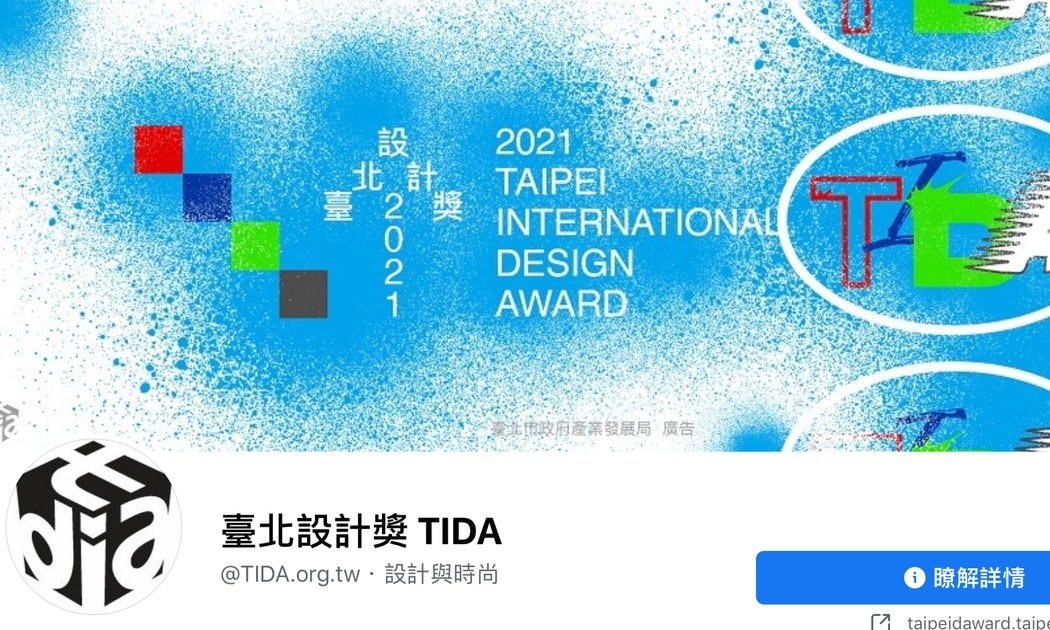 設
北 計
臺 2 獎
0
2
1
2021
TAIPEI
INTERNATIONAL
DESIGN
AWARD
TIDA
臺北市政府產業發展局 廣告
tida
臺北設計獎 TIDA
@TIDA.org.tw · 設計與時尚
瞭解詳情
taipeidaward.taipe